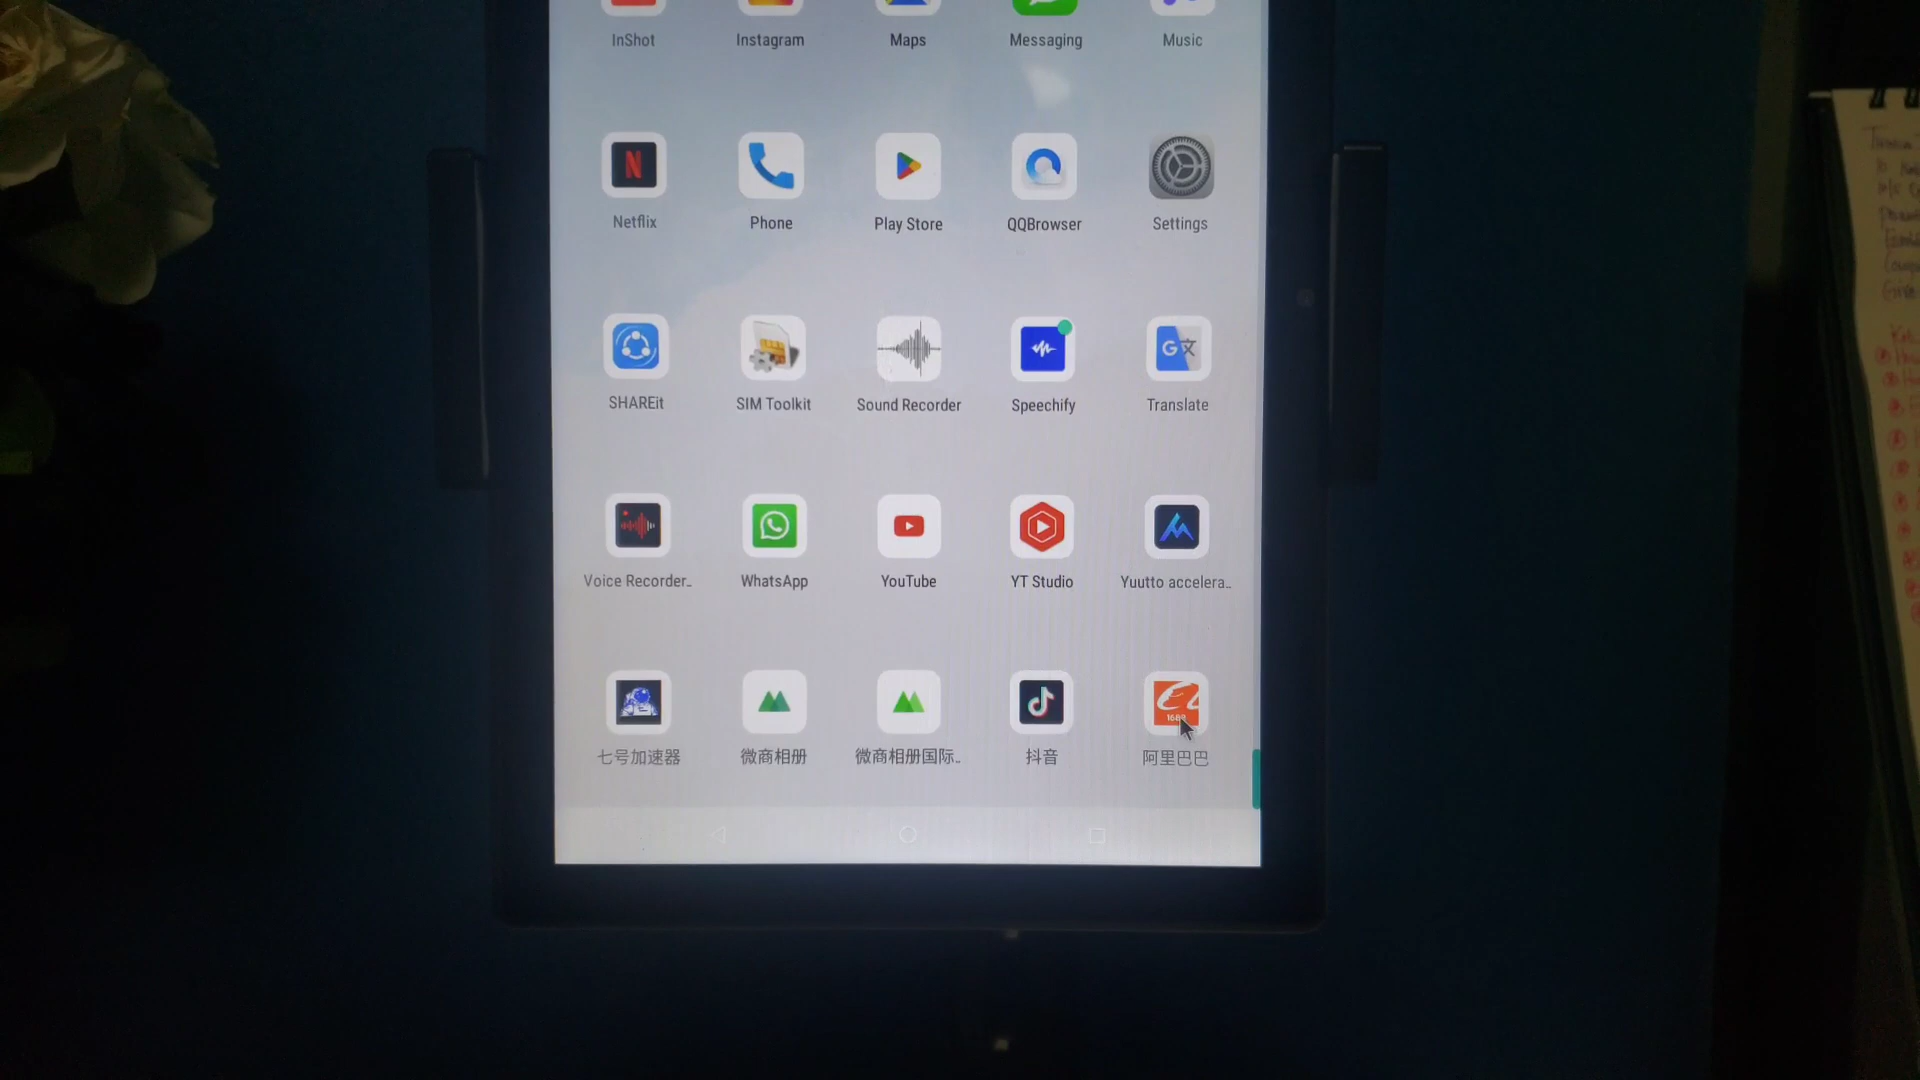 InShot Instagram Maps Messaging Music
Netflix Phone Play Store QQBrowser Settings
SHAREit SIM Toolkit Sound Recorder Speechify Translate
Voice Recorder.. WhatsApp YouTube YT Studio Yuutto accelera..
1688
七号加速器 微商相册 微商相册国际.. 抖音 阿里巴巴